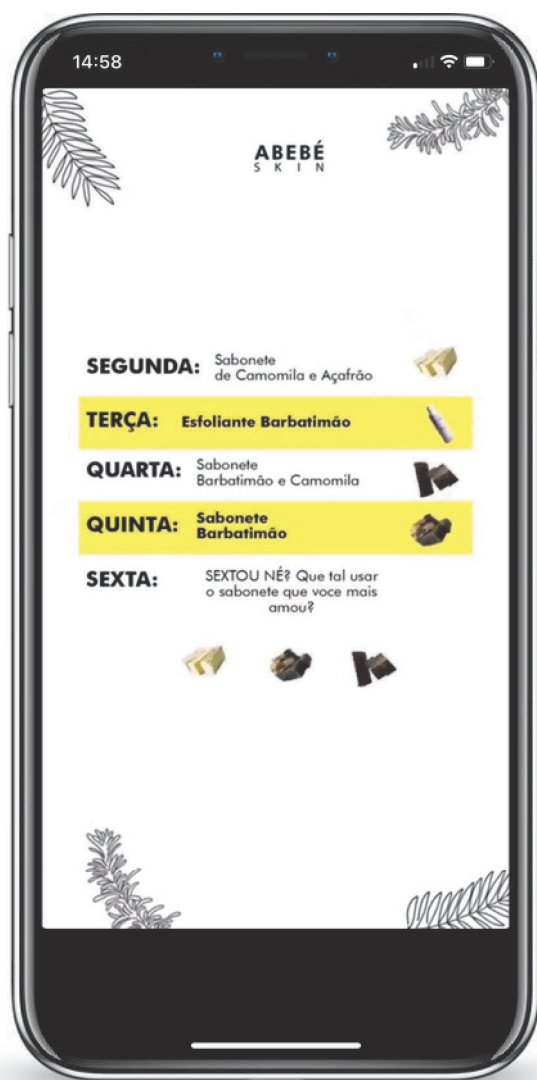 14:58
ABEBÉ
SKIN
SEGUNDA: Sabonete
de Camomila e Açafrão
TERÇA: Esfoliante Barbatimão
QUARTA: Sabonete
Barbatimão e Camomila
QUINTA: Sabonete
Barbatimão
SEXTA: SEXTOU NÉ? Que tal usar
o sabonete que voce mais
amou?